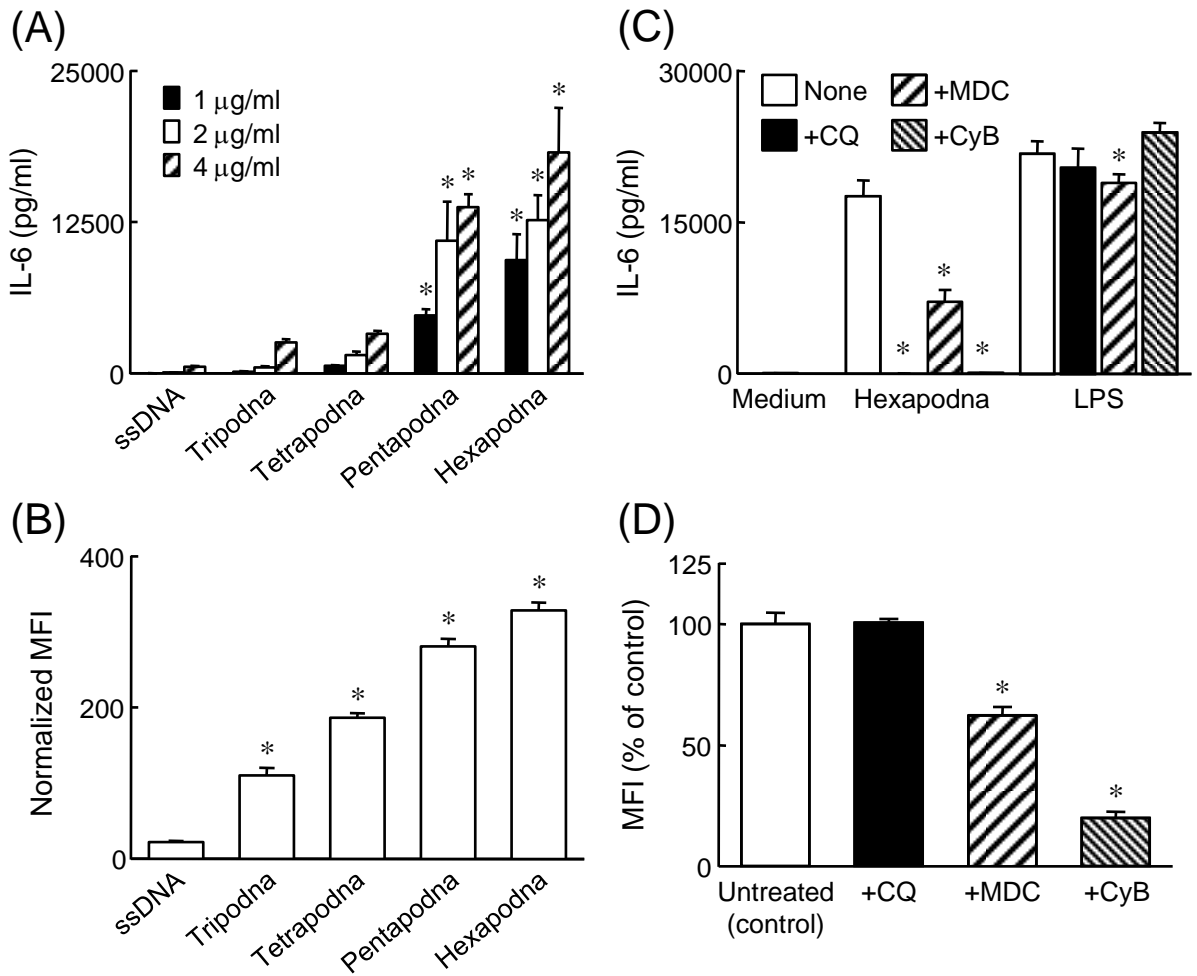 (A)
25000
12500
0
IL-6 (pg/ml)
1 μg/ml
2 μg/ml
4 μg/ml
* * *
* * *
ssDNA
Tripodna
Tetrapodna
Pentapodna
Hexapodna
(B)
400
200
0
Normalized MFI
*
*
*
*
ssDNA
Tripodna
Tetrapodna
Pentapodna
Hexapodna
(C)
30000
15000
0
IL-6 (pg/ml)
None
+MDC
+CQ
+CyB
* * *
*
Medium
Hexapodna
LPS
(D)
125
100
50
0
MFI (% of control)
*
*
Untreated
(control)
+CQ
+MDC
+CyB